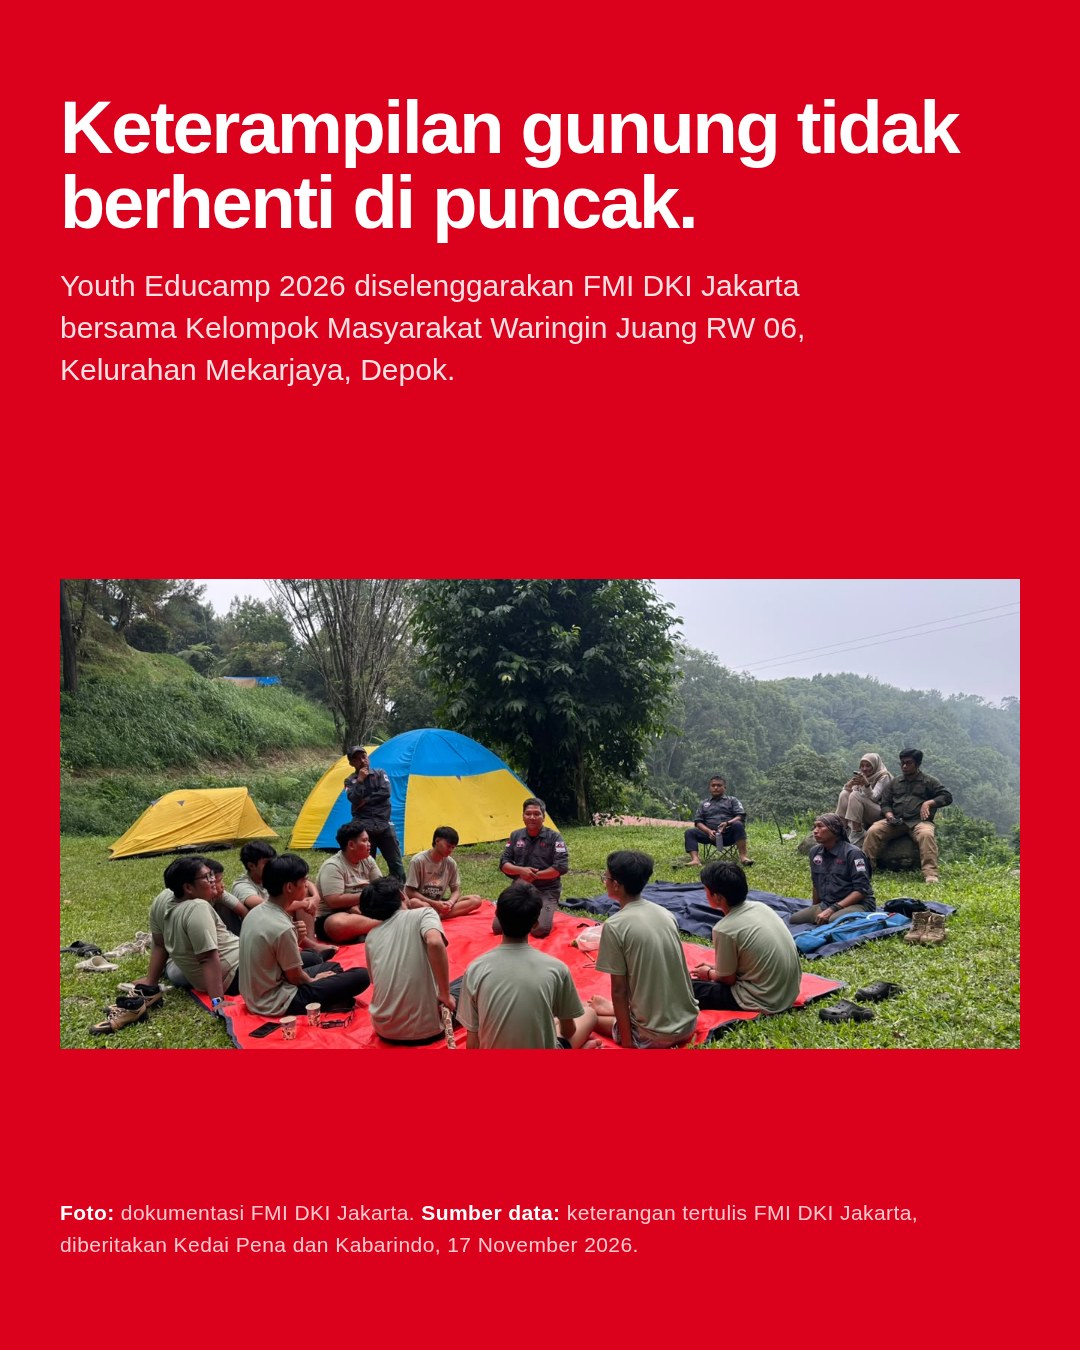 Keterampilan gunung tidak
berhenti di puncak.
Youth Educamp 2026 diselenggarakan FMI DKI Jakarta
bersama Kelompok Masyarakat Waringin Juang RW 06,
Kelurahan Mekarjaya, Depok.
Foto: dokumentasi FMI DKI Jakarta. Sumber data: keterangan tertulis FMI DKI Jakarta,
diberitakan Kedai Pena dan Kabarindo, 17 November 2026.